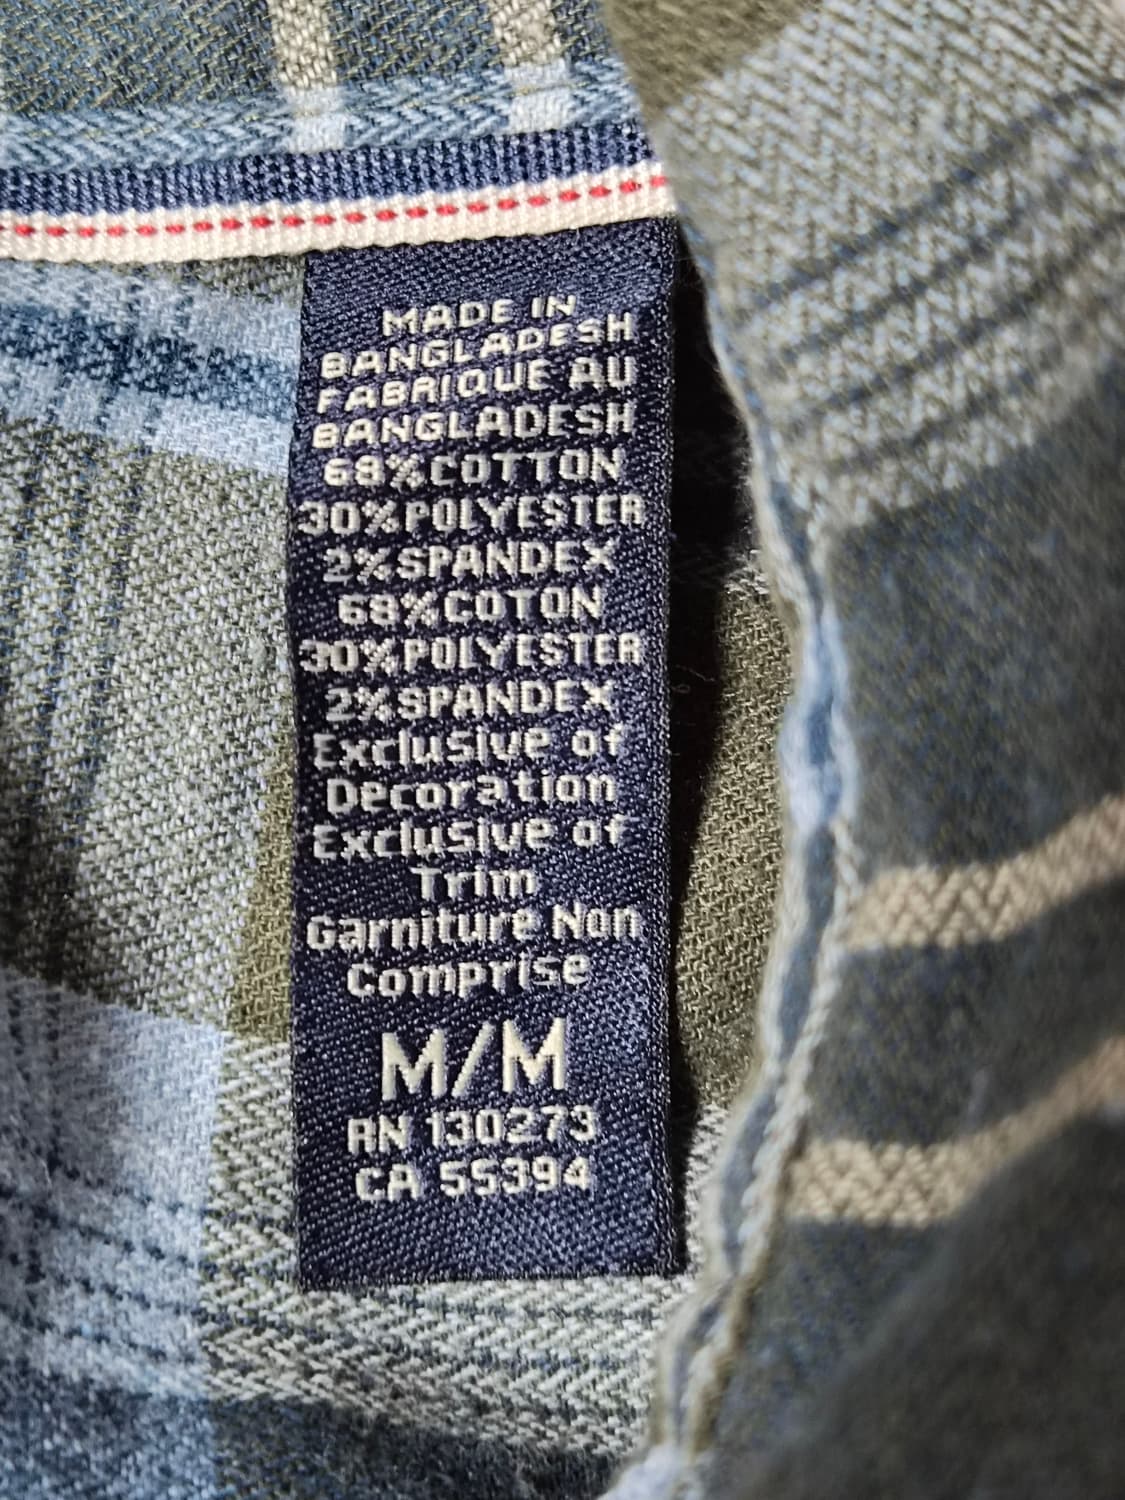 MADE IN
BANGLADESH
FABRIQUE AU
BANGLADESH
68%COTTON
30%POLYESTER
2%SPANDEX
68%COTON
30%POLYESTER
2%SPANDEX
Exclusive of
Decoration
Exclusive of
Trim
Garniture Non
Comprise
M/M
RN 130273
CA 55394